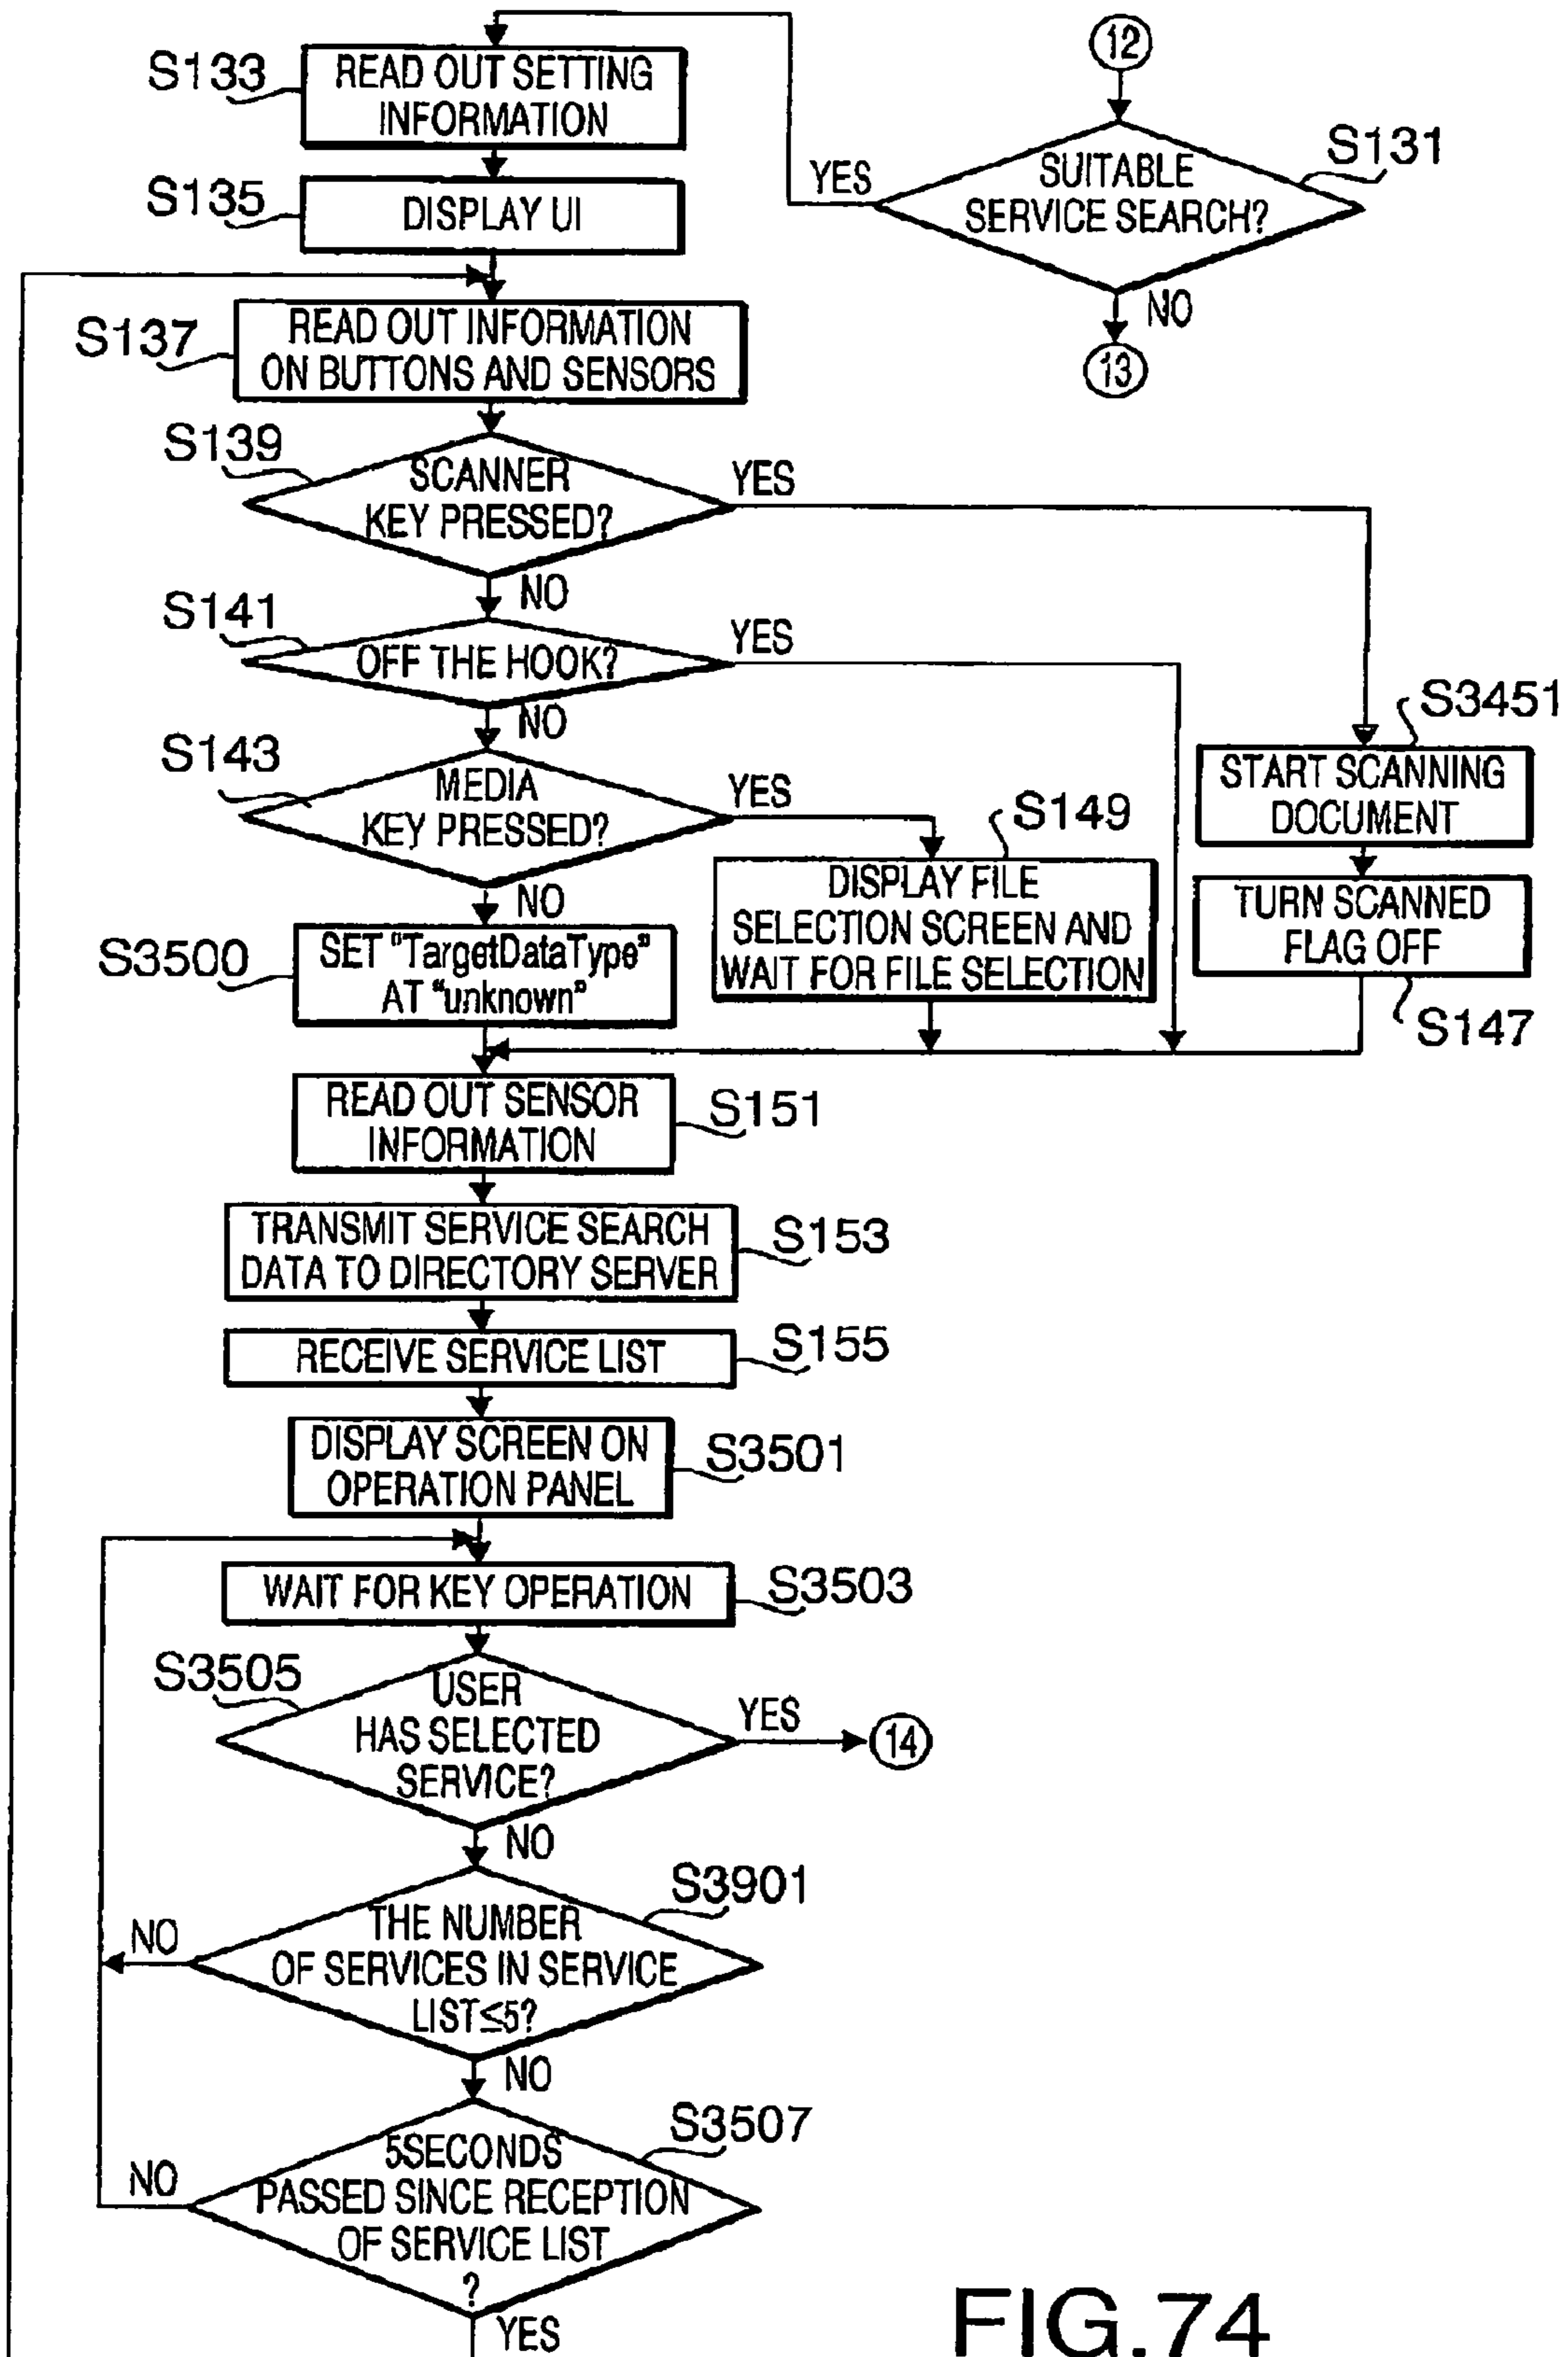 12
S133
READ OUT SETTING
INFORMATION
S131
SUITABLE
SERVICE SEARCH?
YES
NO
13
S135
DISPLAY UI
S137
READ OUT INFORMATION
ON BUTTONS AND SENSORS
S139
SCANNER
KEY PRESSED?
YES
NO
S141
OFF THE HOOK?
YES
NO
S143
MEDIA
KEY PRESSED?
YES
NO
S149
DISPLAY FILE
SELECTION SCREEN AND
WAIT FOR FILE SELECTION
S3451
START SCANNING
DOCUMENT
TURN SCANNED
FLAG OFF
S147
S3500
SET "TargetDataType"
AT "unknown"
READ OUT SENSOR
INFORMATION
S151
TRANSMIT SERVICE SEARCH
DATA TO DIRECTORY SERVER
S153
RECEIVE SERVICE LIST
S155
DISPLAY SCREEN ON
OPERATION PANEL
S3501
WAIT FOR KEY OPERATION
S3503
S3505
USER
HAS SELECTED
SERVICE?
YES
14
NO
S3901
THE NUMBER
OF SERVICES IN SERVICE
LIST≤5?
NO
NO
S3507
5SECONDS
PASSED SINCE RECEPTION
OF SERVICE LIST
?
NO
YES
FIG.74